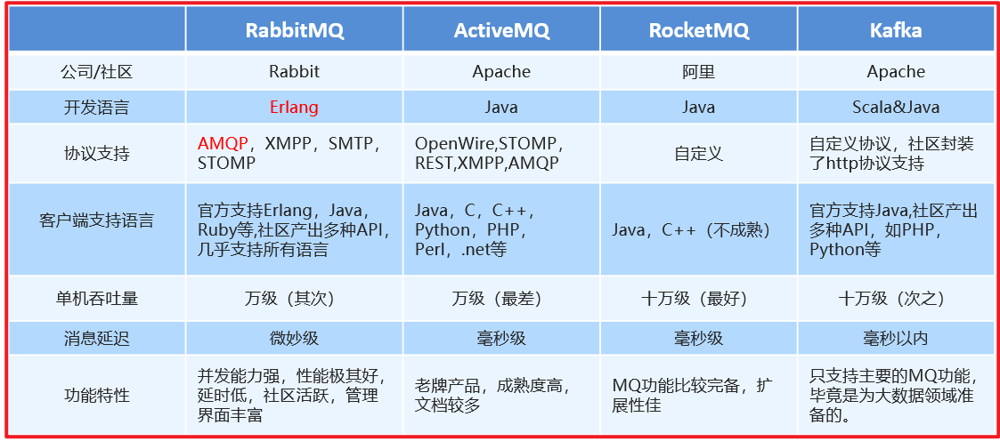 RabbitMQ ActiveMQ RocketMQ Kafka
公司/社区 Rabbit Apache 阿里 Apache
开发语言 Erlang Java Java Scala&Java
协议支持
AMQP，XMPP，SMTP，
STOMP
OpenWire,STOMP，
REST,XMPP,AMQP
自定义
自定义协议，社区封装
了http协议支持
客户端支持语言
官方支持Erlang，Java，
Ruby等,社区产出多种API，
几乎支持所有语言
Java，C，C++，
Python，PHP，
Perl，.net等
Java，C++（不成熟）
官方支持Java,社区产出
多种API，如PHP，
Python等
单机吞吐量 万级（其次） 万级（最差） 十万级（最好） 十万级（次之）
消息延迟 微妙级 毫秒级 毫秒级 毫秒以内
功能特性
并发能力强，性能极其好，
延时低，社区活跃，管理
界面丰富
老牌产品，成熟度高，
文档较多
MQ功能比较完备，扩
展性佳
只支持主要的MQ功能，
毕竟是为大数据领域准
备的。